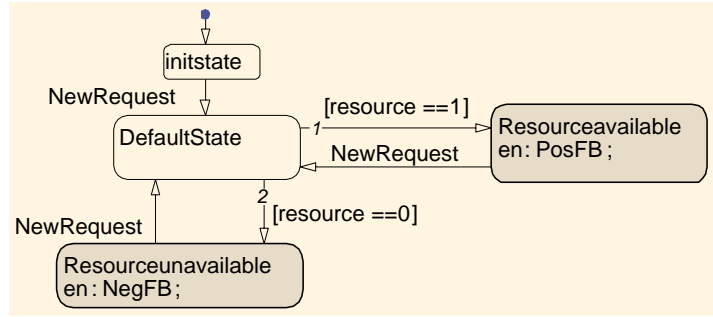 initstate
NewRequest
[resource ==1]
1
DefaultState
Resourceavailable
en: PosFB;
NewRequest
2
[resource ==0]
NewRequest
Resourceunavailable
en: NegFB;